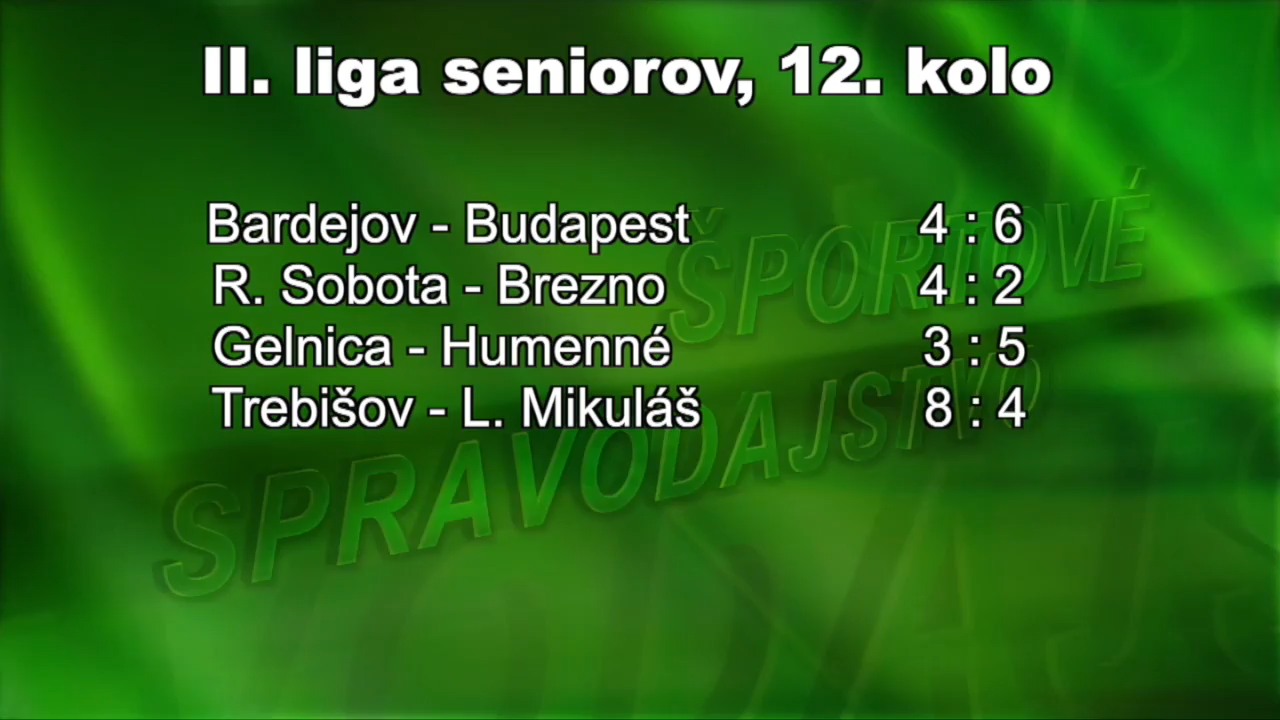 II. liga seniorov, 12. kolo
Bardejov - Budapest 4 : 6
R. Sobota - Brezno 4 : 2
Gelnica - Humenné 3 : 5
Trebišov - L. Mikuláš 8 : 4
ŠPORTOVÉ
SPRAVODAJSTVO